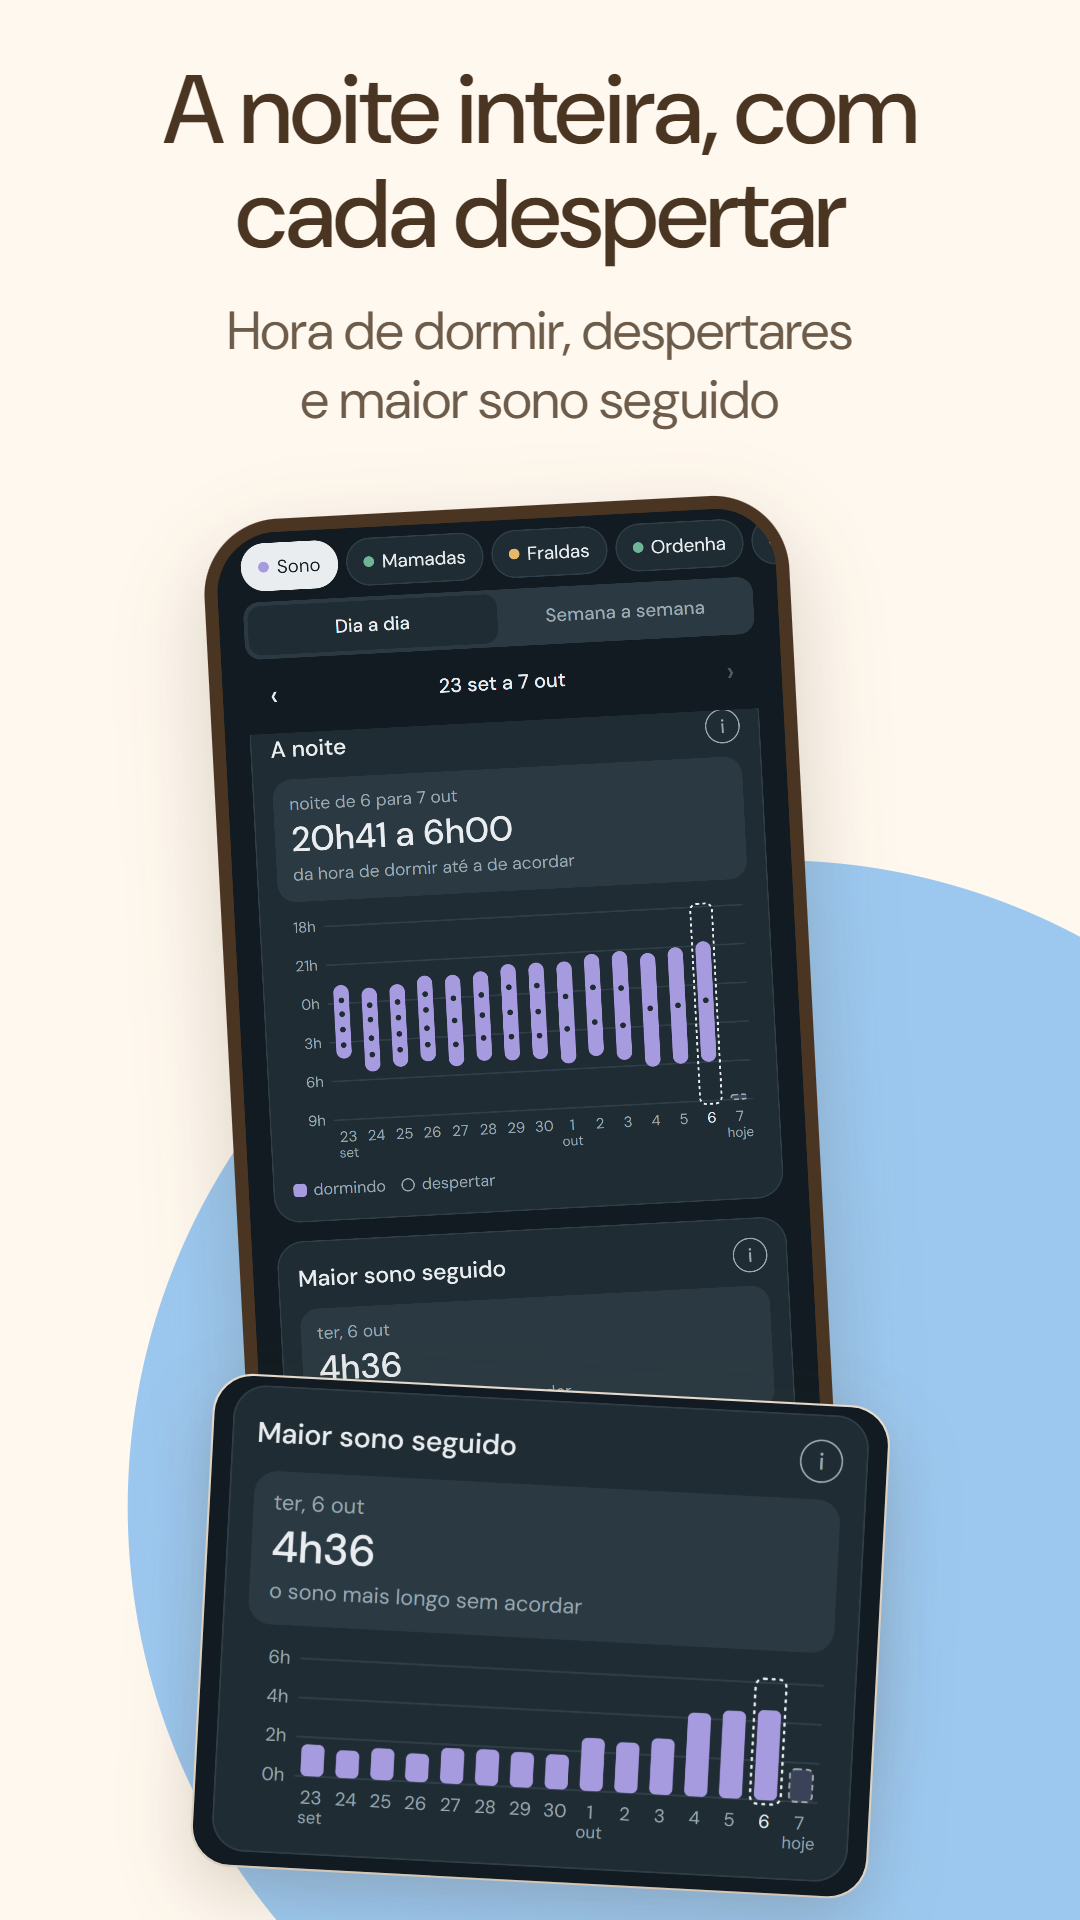 A noite inteira, com
cada despertar
Hora de dormir, despertares
e maior sono seguido
Sono Mamadas Fraldas Ordenha
Dia a dia Semana a semana
‹ 23 set a 7 out ›
A noite i
noite de 6 para 7 out
20h41 a 6h00
da hora de dormir até a de acordar
18h
21h
0h
3h
6h
9h
23 24 25 26 27 28 29 30 1 2 3 4 5 6 7
set out hoje
dormindo despertar
Maior sono seguido i
ter, 6 out
4h36
Maior sono seguido i
ter, 6 out
4h36
o sono mais longo sem acordar
6h
4h
2h
0h
23 24 25 26 27 28 29 30 1 2 3 4 5 6 7
set out hoje